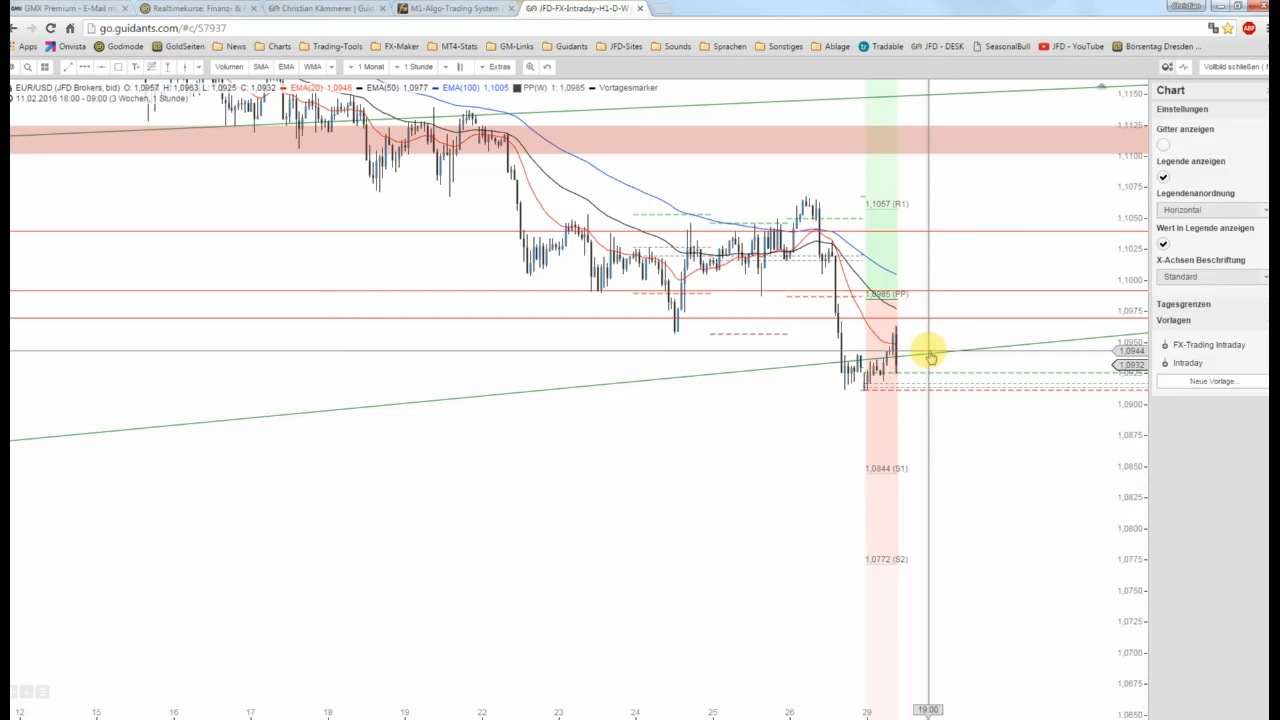 GMX Premium - E-Mail m
Realtimekurse, Finanz- &
Christian Kämmerer | Gui
M1-Algo-Trading System
JFD-FX-Intraday-H1-D-W
Christian
go.guidants.com/#c/57937
Apps
Onvista
Godmode
GoldSeiten
News
Charts
Trading-Tools
FX-Maker
MT4-Stats
GM-Links
Guidants
JFD-Sites
Sounds
Sprachen
Sonstiges
Ablage
Tradable
JFD - DESK
SeasonalBull
JFD - YouTube
Börsentag Dresden ...
Volumen
SMA
EMA
WMA
1 Monat
1 Stunde
Extras
Vollbild schließen ( f
EUR/USD (JFD Brokers, bid) O: 1,0957 H: 1,0963 L: 1,0925 C: 1,0932 EMA(20) 1,0948 EMA(50) 1,0977 EMA(100) 1,1005 PP(W) 1: 1,0985 Vortagesmarker
11.02.2016 18:00 - 09:00 (3 Wochen, 1 Stunde)
1,1150
1,1125
1,1100
1,1075
1,1050
1,1025
1,1000
1,0975
1,0950
1,0944
1,0932
1,0925
1,0900
1,0875
1,0850
1,0825
1,0800
1,0775
1,0750
1,0725
1,0700
1,0675
1,0650
1,1057 (R1)
1,0985 (PP)
1,0844 (S1)
1,0772 (S2)
12
15
16
17
18
19
22
23
24
25
26
29
19:00
Chart
Einstellungen
Gitter anzeigen
Legende anzeigen
Legendenanordnung
Horizontal
Wert in Legende anzeigen
X-Achsen Beschriftung
Standard
Tagesgrenzen
Vorlagen
FX-Trading Intraday
Intraday
Neue Vorlage...